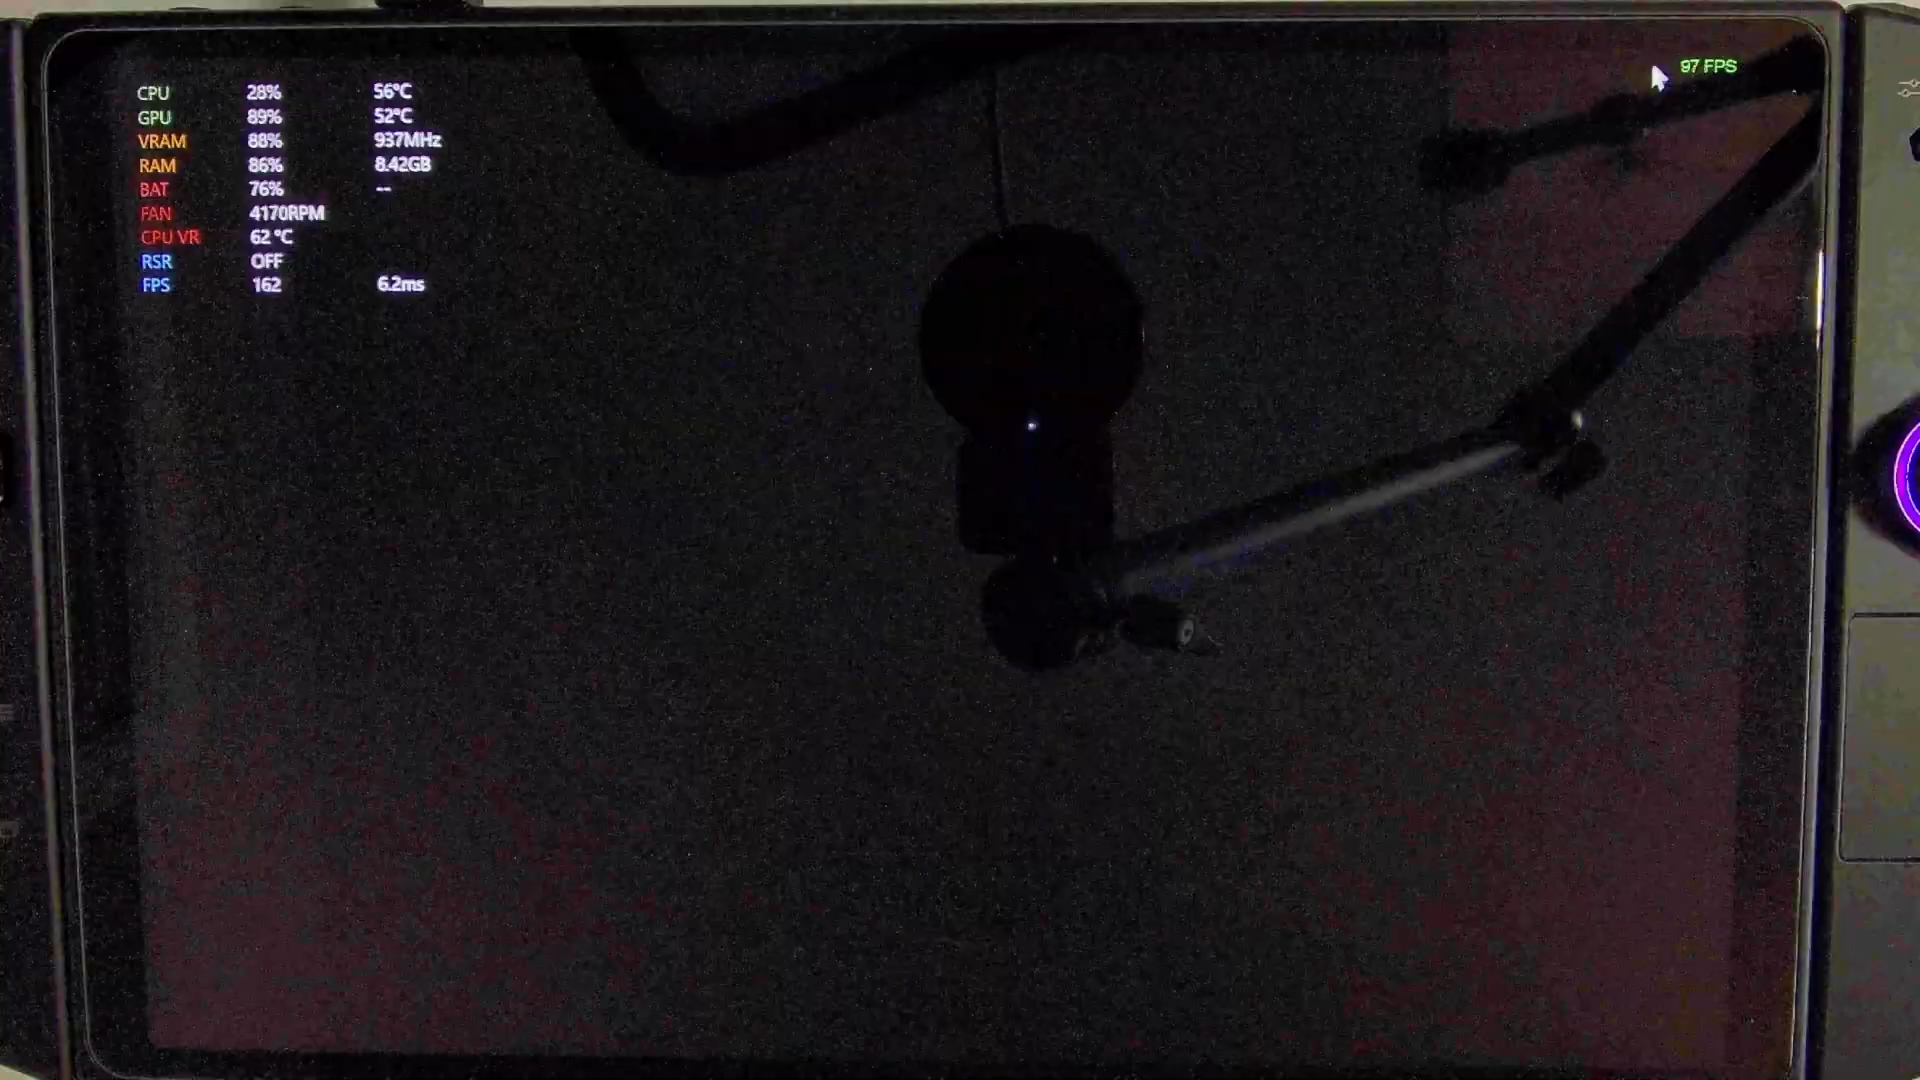 97 FPS
CPU 28% 56°C
GPU 89% 52°C
VRAM 88% 937MHz
RAM 86% 8.42GB
BAT 76% --
FAN 4170RPM
CPU VR 62 °C
RSR OFF
FPS 162 6.2ms